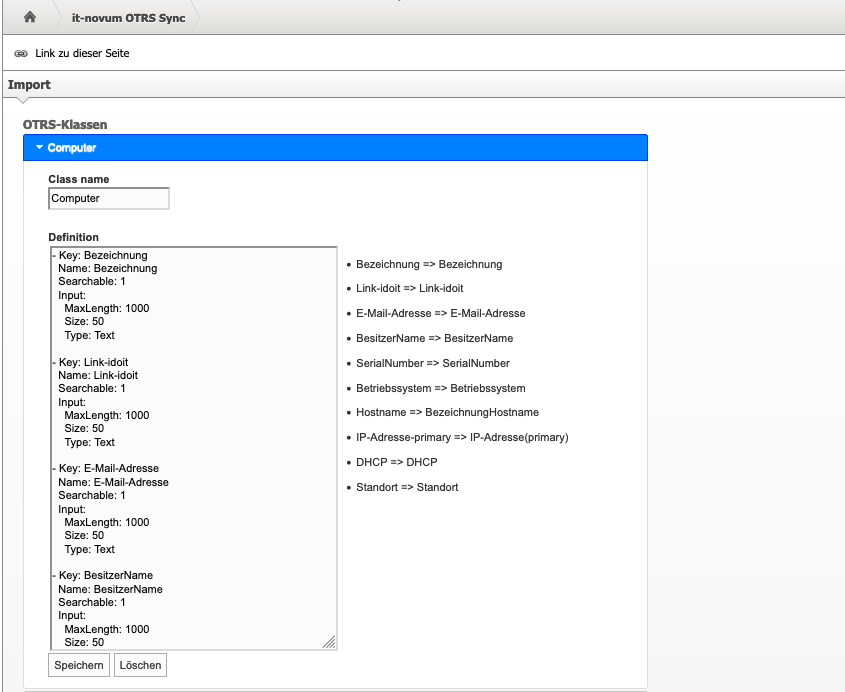 it-novum OTRS Sync
Link zu dieser Seite
Import
OTRS-Klassen
Computer
Class name
Computer
Definition
- Key: Bezeichnung
Name: Bezeichnung
Searchable: 1
Input:
MaxLength: 1000
Size: 50
Type: Text
- Key: Link-idoit
Name: Link-idoit
Searchable: 1
Input:
MaxLength: 1000
Size: 50
Type: Text
- Key: E-Mail-Adresse
Name: E-Mail-Adresse
Searchable: 1
Input:
MaxLength: 1000
Size: 50
Type: Text
- Key: BesitzerName
Name: BesitzerName
Searchable: 1
Input:
MaxLength: 1000
Size: 50
• Bezeichnung => Bezeichnung
• Link-idoit => Link-idoit
• E-Mail-Adresse => E-Mail-Adresse
• BesitzerName => BesitzerName
• SerialNumber => SerialNumber
• Betriebssystem => Betriebssystem
• Hostname => BezeichnungHostname
• IP-Adresse-primary => IP-Adresse(primary)
• DHCP => DHCP
• Standort => Standort
Speichern
Löschen